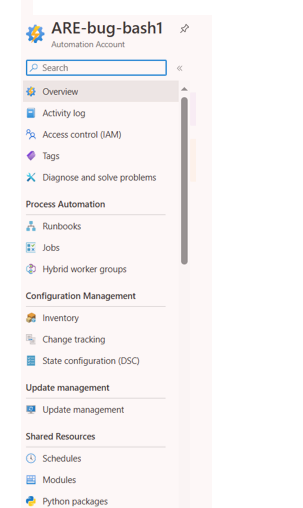 ARE-bug-bash1
Automation Account
Search
Overview
Activity log
Access control (IAM)
Tags
Diagnose and solve problems
Process Automation
Runbooks
Jobs
Hybrid worker groups
Configuration Management
Inventory
Change tracking
State configuration (DSC)
Update management
Update management
Shared Resources
Schedules
Modules
Python packages